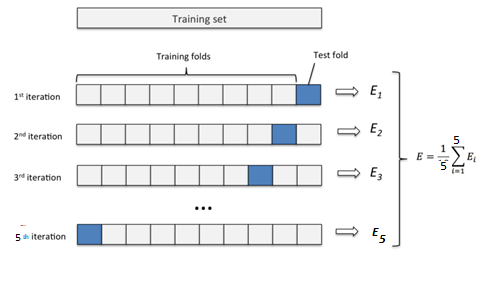 Training set
Training folds
Test fold
1st iteration
E1
2nd iteration
E2
3rd iteration
E3
E = 1/5 5∑i=1 Ei
...
5th iteration
E5